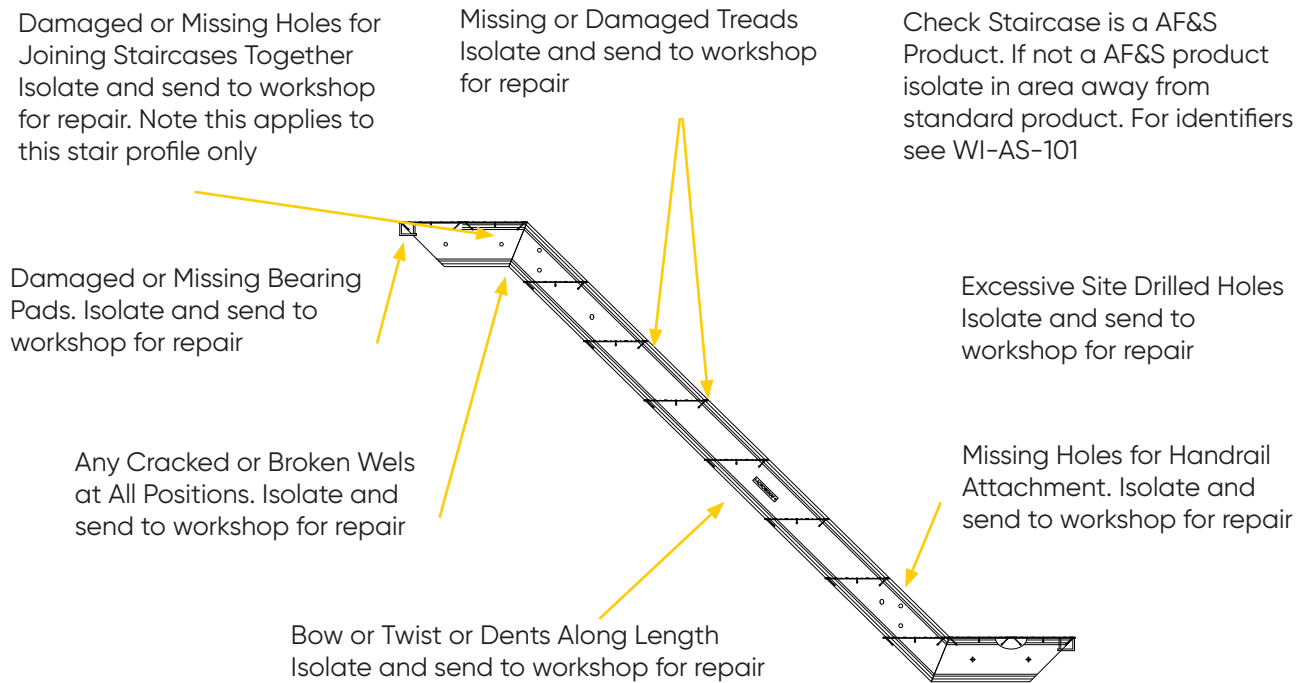 Damaged or Missing Holes for
Joining Staircases Together
Isolate and send to workshop
for repair. Note this applies to
this stair profile only
Missing or Damaged Treads
Isolate and send to workshop
for repair
Check Staircase is a AF&S
Product. If not a AF&S product
isolate in area away from
standard product. For identifiers
see WI-AS-101
Damaged or Missing Bearing
Pads. Isolate and send to
workshop for repair
Excessive Site Drilled Holes
Isolate and send to
workshop for repair
Any Cracked or Broken Wels
at All Positions. Isolate and
send to workshop for repair
Missing Holes for Handrail
Attachment. Isolate and
send to workshop for repair
Bow or Twist or Dents Along Length
Isolate and send to workshop for repair